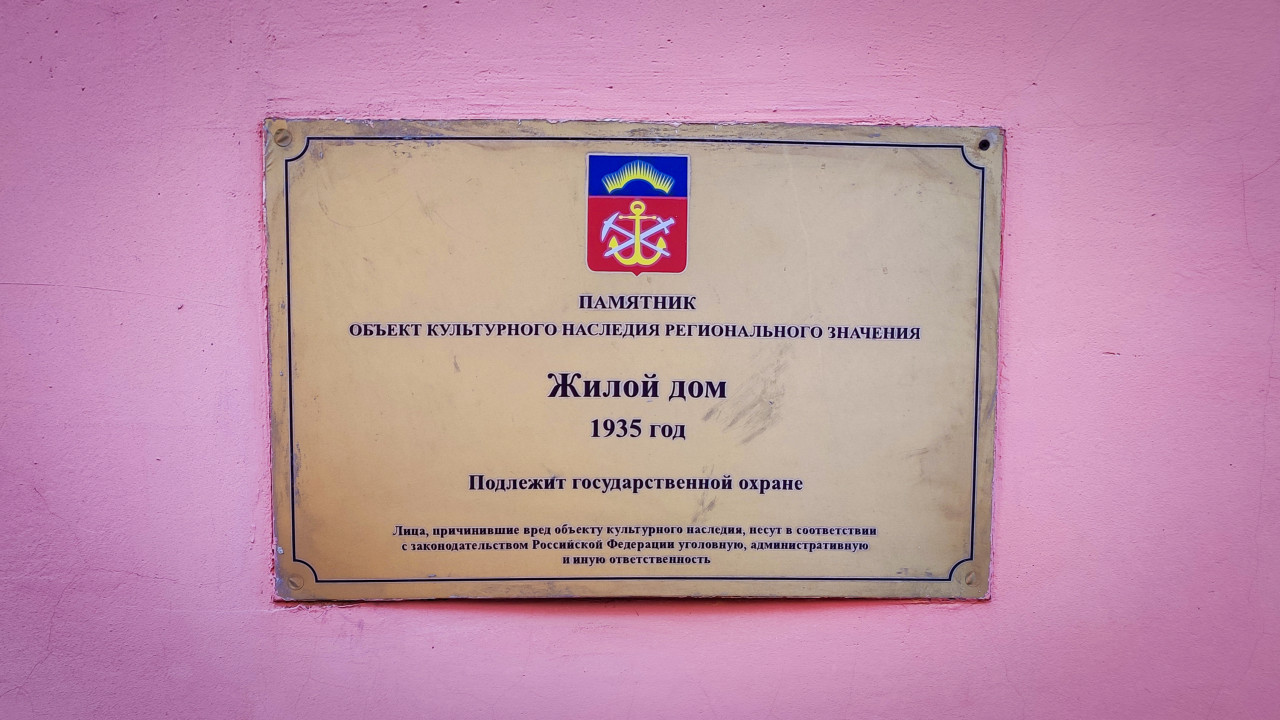 ПАМЯТНИК
ОБЪЕКТ КУЛЬТУРНОГО НАСЛЕДИЯ РЕГИОНАЛЬНОГО ЗНАЧЕНИЯ
Жилой дом
1935 год
Подлежит государственной охране
Лица, причинившие вред объекту культурного наследия, несут в соответствии
с законодательством Российской Федерации уголовную, административную
и иную ответственность